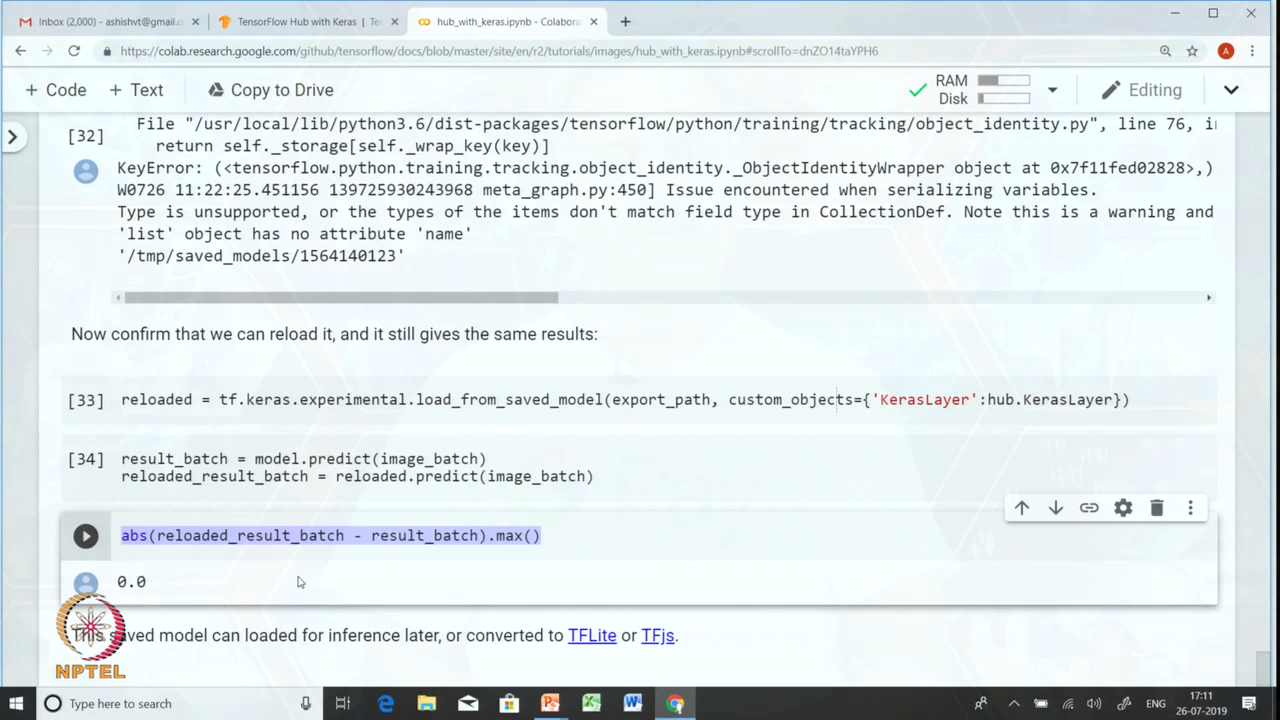 Inbox (2,000) - ashishvt@gmail.c
TensorFlow Hub with Keras | Te
hub_with_keras.ipynb - Colabora
https://colab.research.google.com/github/tensorflow/docs/blob/master/site/en/r2/tutorials/images/hub_with_keras.ipynb#scrollTo=dnZO14taYPH6
A
+ Code + Text Copy to Drive
RAM
Disk
Editing
[32] File "/usr/local/lib/python3.6/dist-packages/tensorflow/python/training/tracking/object_identity.py", line 76, i
return self._storage[self._wrap_key(key)]
KeyError: (<tensorflow.python.training.tracking.object_identity._ObjectIdentityWrapper object at 0x7f11fed02828>,)
W0726 11:22:25.451156 139725930243968 meta_graph.py:450] Issue encountered when serializing variables.
Type is unsupported, or the types of the items don't match field type in CollectionDef. Note this is a warning and
'list' object has no attribute 'name'
'/tmp/saved_models/1564140123'
Now confirm that we can reload it, and it still gives the same results:
[33] reloaded = tf.keras.experimental.load_from_saved_model(export_path, custom_objects={'KerasLayer':hub.KerasLayer})
[34] result_batch = model.predict(image_batch)
reloaded_result_batch = reloaded.predict(image_batch)
abs(reloaded_result_batch - result_batch).max()
0.0
This saved model can loaded for inference later, or converted to TFLite or TFjs.
NPTEL
Type here to search
ENG
17:11
26-07-2019